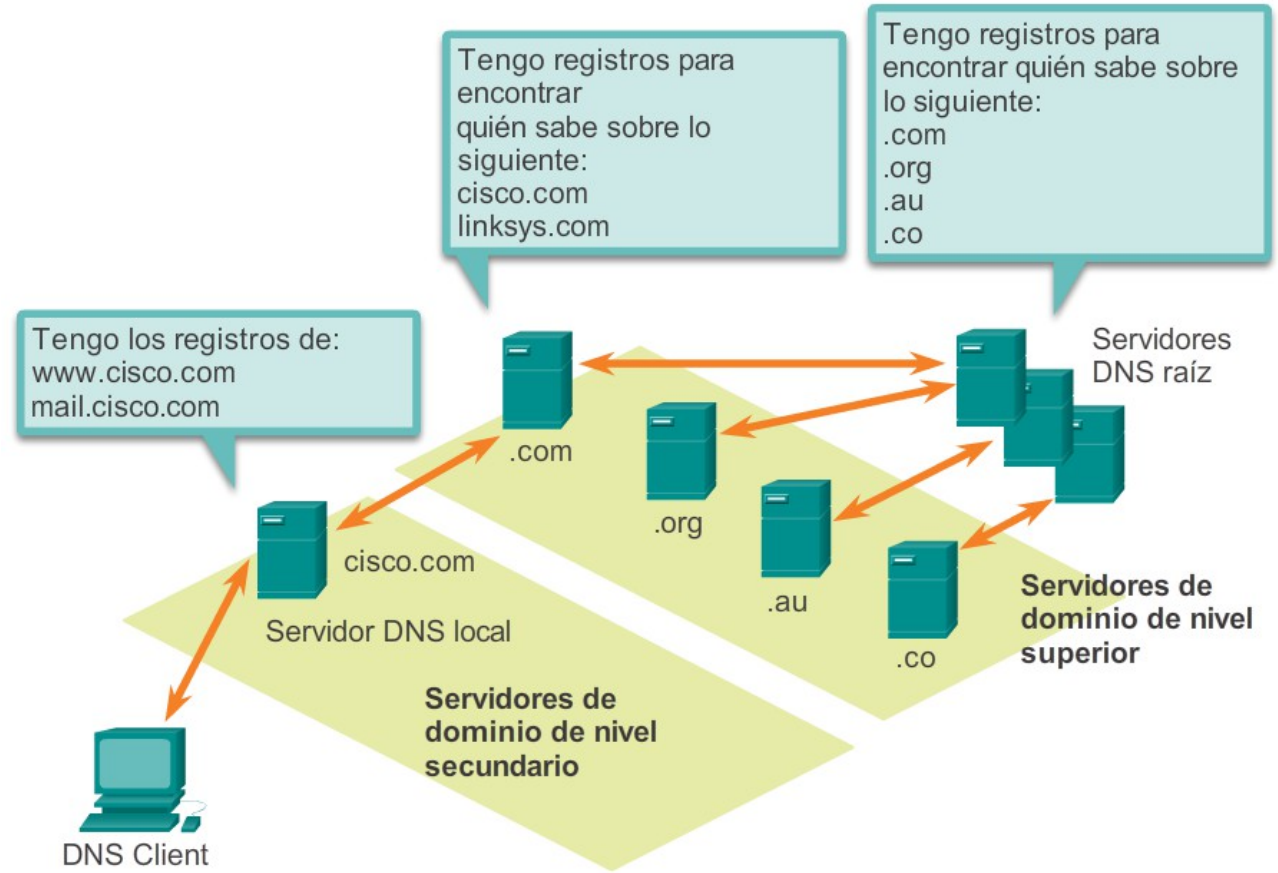 Tengo registros para
encontrar
quién sabe sobre lo
siguiente:
cisco.com
linksys.com
Tengo registros para
encontrar quién sabe sobre
lo siguiente:
.com
.org
.au
.co
Tengo los registros de:
www.cisco.com
mail.cisco.com
Servidores
DNS raíz
.com
.org
.au
.co
cisco.com
Servidor DNS local
Servidores de
dominio de nivel
superior
Servidores de
dominio de nivel
secundario
DNS Client